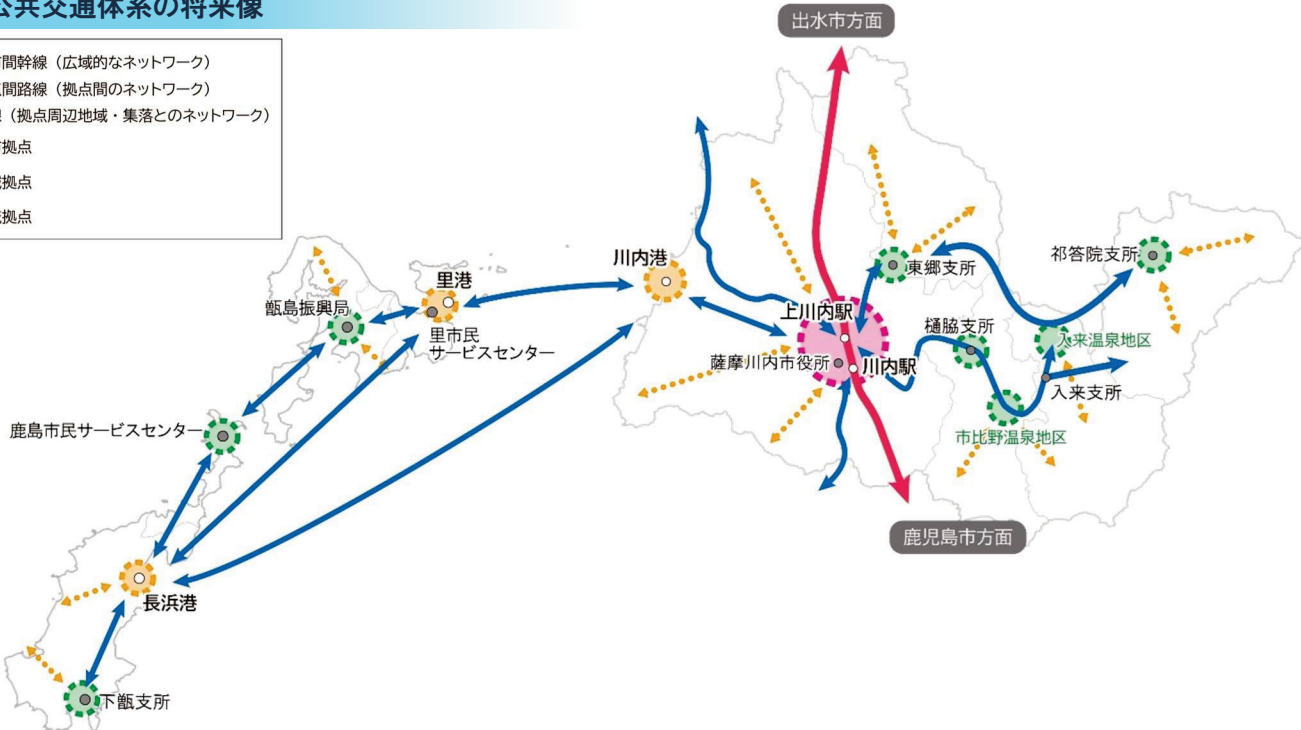 公共交通体系の将来像
間幹線（広域的なネットワーク）
間路線（拠点間のネットワーク）
（拠点周辺地域・集落とのネットワーク）
拠点
拠点
拠点
出水市方面
川内港
里港
甑島振興局
里市民
サービスセンター
東郷支所
祁答院支所
上川内駅
樋脇支所
入来温泉地区
薩摩川内市役所
川内駅
入来支所
鹿島市民サービスセンター
市比野温泉地区
鹿児島市方面
長浜港
下甑支所